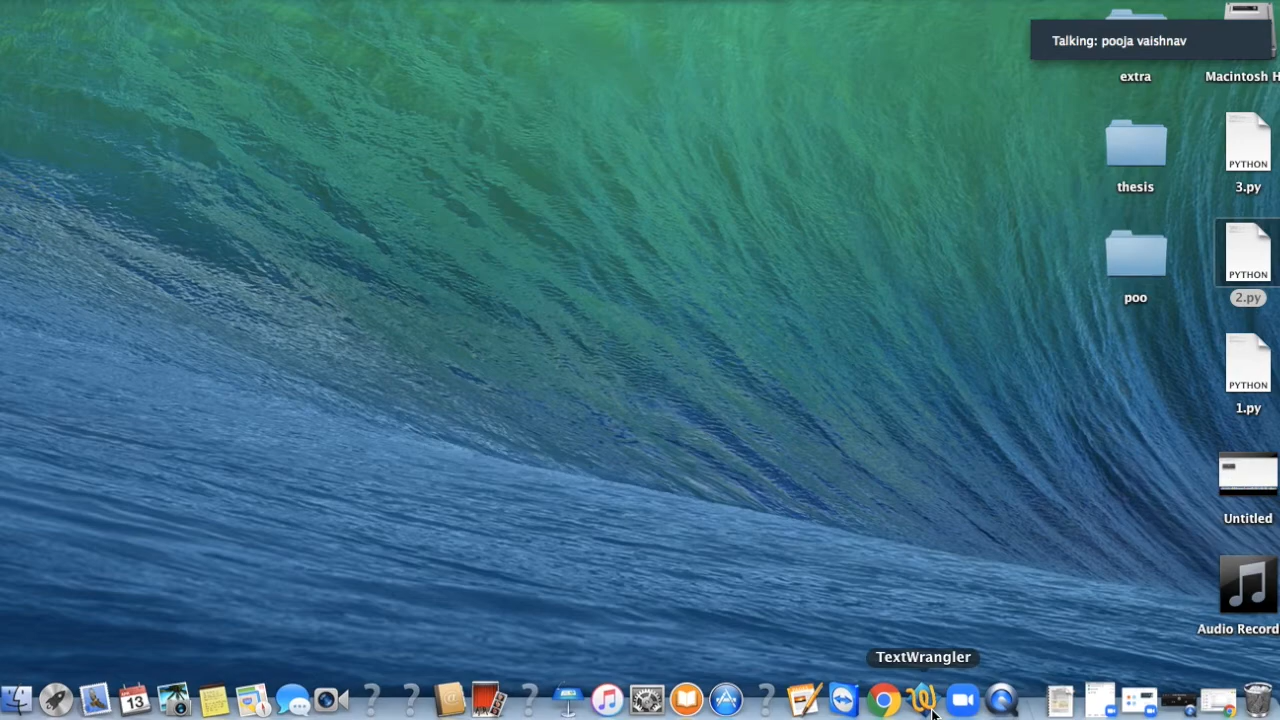 Talking: pooja vaishnav
extra
Macintosh H
PYTHON
thesis
3.py
PYTHON
poo
2.py
PYTHON
1.py
Untitled
Audio Record
TextWrangler
13